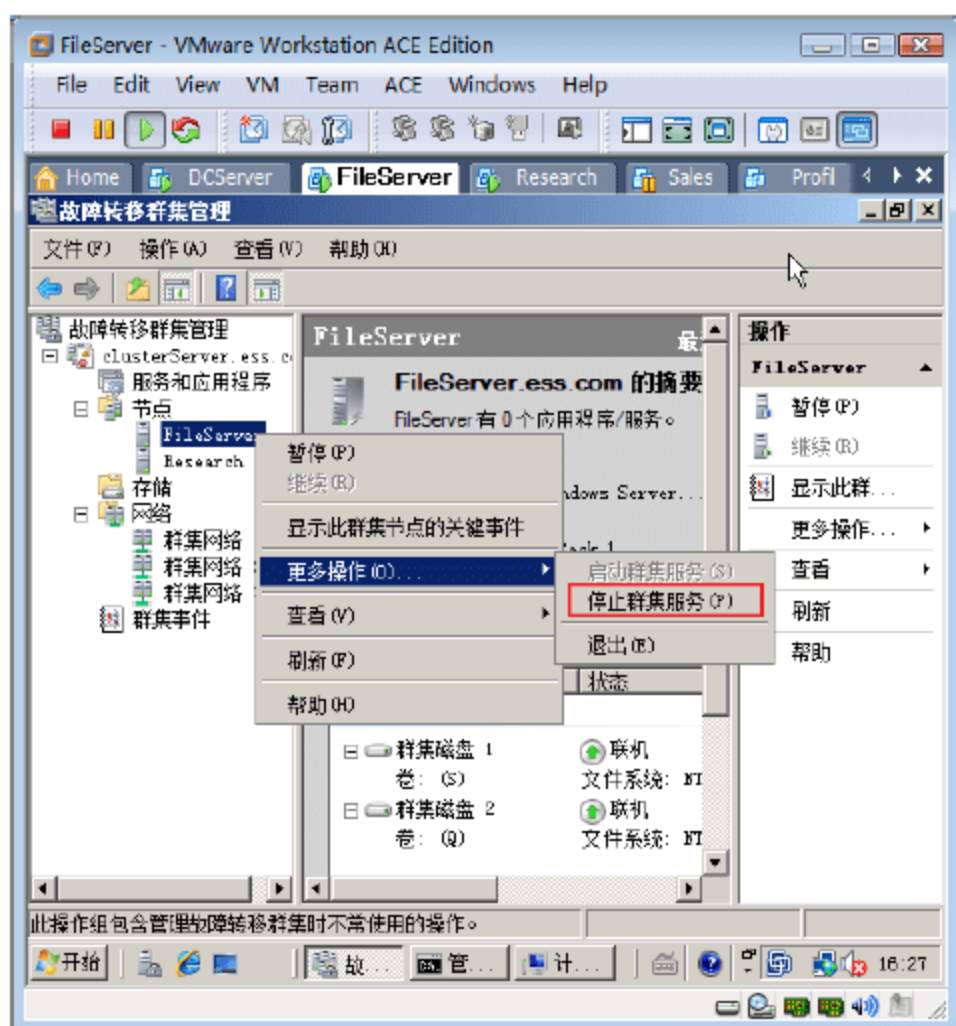 FileServer - VMware Workstation ACE Edition
File Edit View VM Team ACE Windows Help
Home DCServer FileServer Research Sales Profl
故障转移群集管理
文件(F) 操作(A) 查看(V) 帮助(H)
故障转移群集管理
clusterServer.ess.c
服务和应用程序
节点
FileServer
Research
存储
网络
群集网络
群集网络
群集网络
群集事件
FileServer
FileServer.ess.com 的摘要
FileServer 有 0 个应用程序/服务。
ndows Server...
状态
群集磁盘 1 联机
卷: (S) 文件系统: NT
群集磁盘 2 联机
卷: (Q) 文件系统: NT
暂停(P)
继续(R)
显示此群集节点的关键事件
更多操作(O)...
查看(V)
刷新(F)
帮助(H)
启动群集服务(S)
停止群集服务(P)
退出(E)
操作
FileServer
暂停(P)
继续(R)
显示此群...
更多操作...
查看
刷新
帮助
此操作组包含管理故障转移群集时不常使用的操作。
开始 故... 管... 计... 16:27